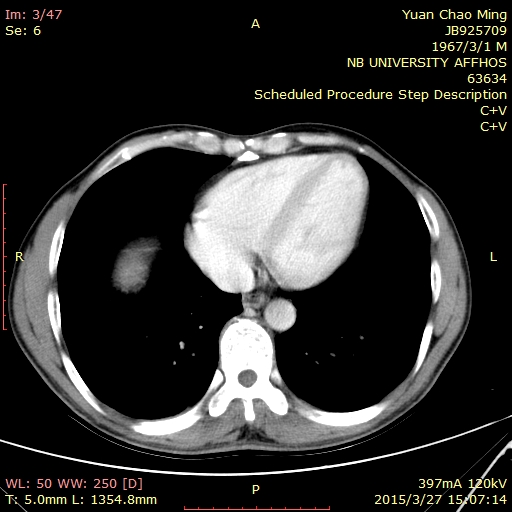 Im: 3/47
Se: 6
A
Yuan Chao Ming
JB925709
1967/3/1 M
NB UNIVERSITY AFFHOS
63634
Scheduled Procedure Step Description
C+V
C+V
R
L
WL: 50 WW: 250 [D]
T: 5.0mm L: 1354.8mm
P
397mA 120kV
2015/3/27 15:07:14